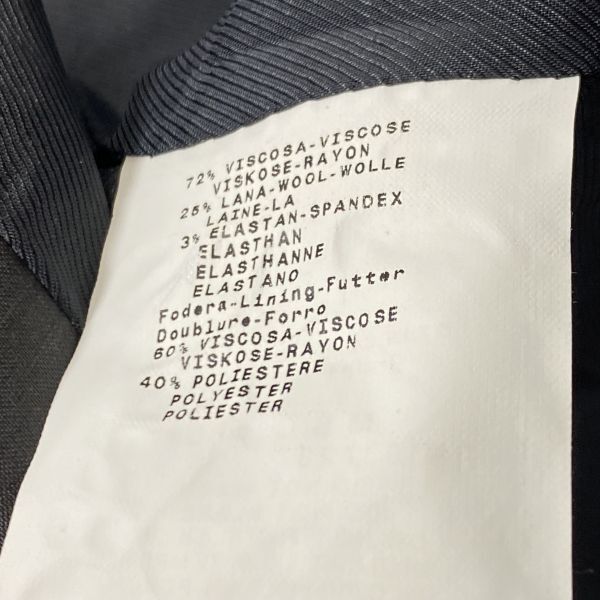 72% VISCOSA-VISCOSE
VISKOSE-RAYON
25% LANA-WOOL-WOLLE
LAINE-LA
3% ELASTAN-SPANDEX
ELASTHAN
ELASTHANNE
ELASTANO
Fodera-Lining-Futter
Doublure-Forro
60% VISCOSA-VISCOSE
VISKOSE-RAYON
40% POLIESTERE
POLYESTER
POLIESTER